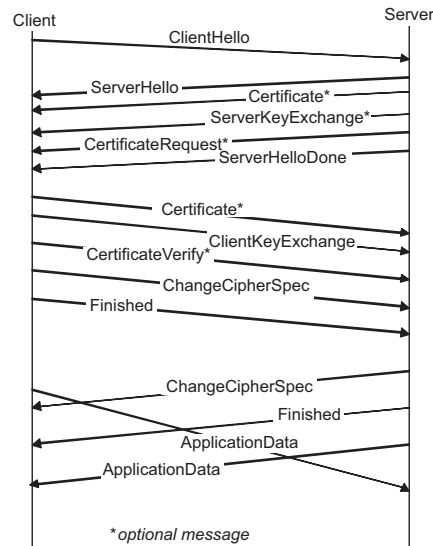 Client
Server
ClientHello
ServerHello
Certificate*
ServerKeyExchange*
CertificateRequest*
ServerHelloDone
Certificate*
ClientKeyExchange
CertificateVerify*
ChangeCipherSpec
Finished
ChangeCipherSpec
Finished
ApplicationData
ApplicationData
*optional message